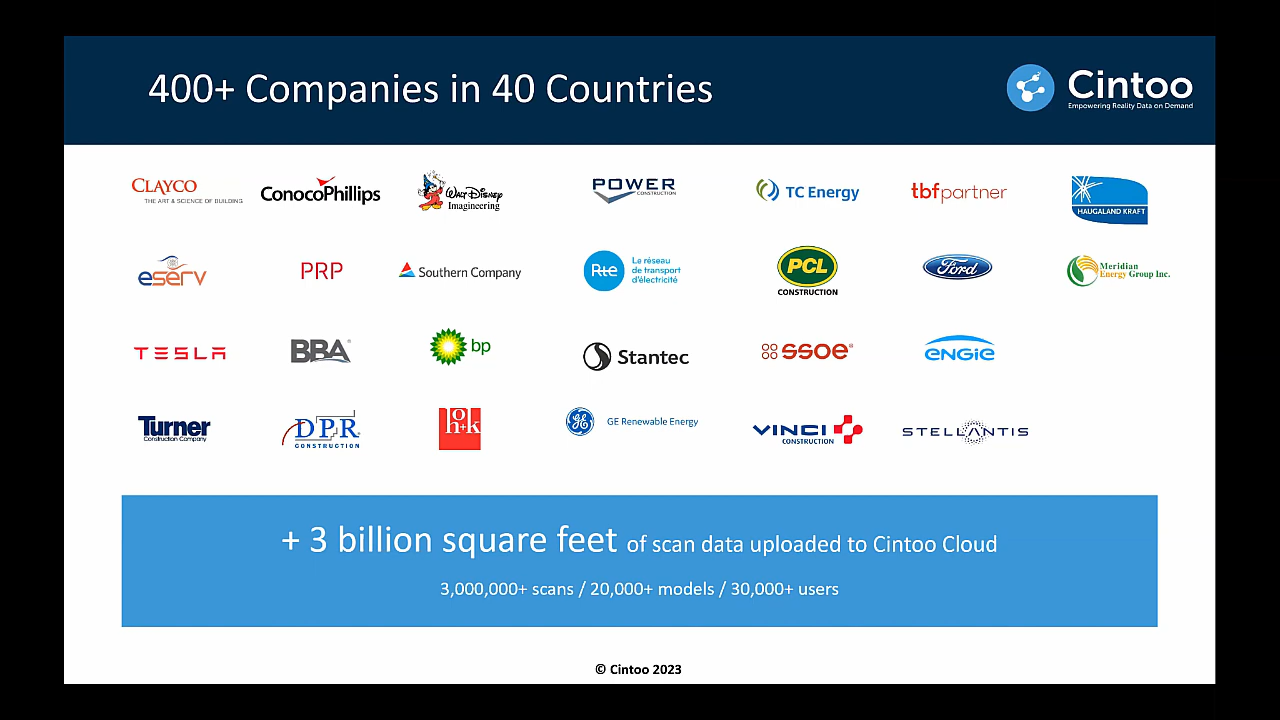 400+ Companies in 40 Countries
Cintoo
Empowering Reality Data on Demand
CLAYCO
THE ART & SCIENCE OF BUILDING
ConocoPhillips
Walt Disney
Imagineering
POWER
CONSTRUCTION
TC Energy
tbfpartner
HAUGALAND KRAFT
eserv
PRP
Southern Company
Rte
Le réseau
de transport
d'électricité
PCL
CONSTRUCTION
Ford
Meridian
Energy Group Inc.
TESLA
BBA
bp
Stantec
ssoe
ENGIE
Turner
Construction Company
DPR
CONSTRUCTION
ho+k
GE
GE Renewable Energy
VINCI
CONSTRUCTION
STELLANTIS
+ 3 billion square feet of scan data uploaded to Cintoo Cloud
3,000,000+ scans / 20,000+ models / 30,000+ users
© Cintoo 2023